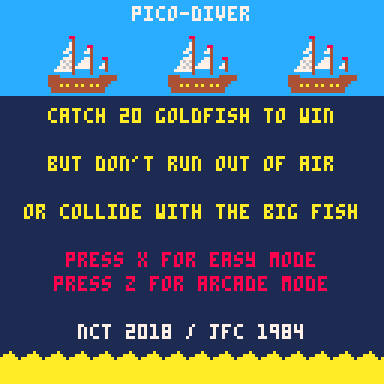 PICO-DIVER
CATCH 20 GOLDFISH TO WIN
BUT DON'T RUN OUT OF AIR
OR COLLIDE WITH THE BIG FISH
PRESS X FOR EASY MODE
PRESS Z FOR ARCADE MODE
NCT 2018 / JFC 1984